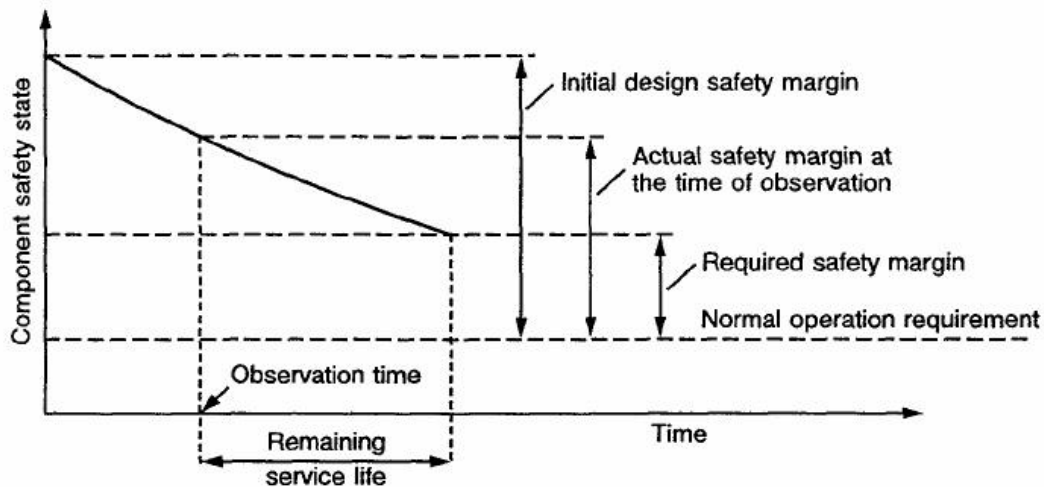 Component safety state
Initial design safety margin
Actual safety margin at
the time of observation
Required safety margin
Normal operation requirement
Observation time
Time
Remaining
service life